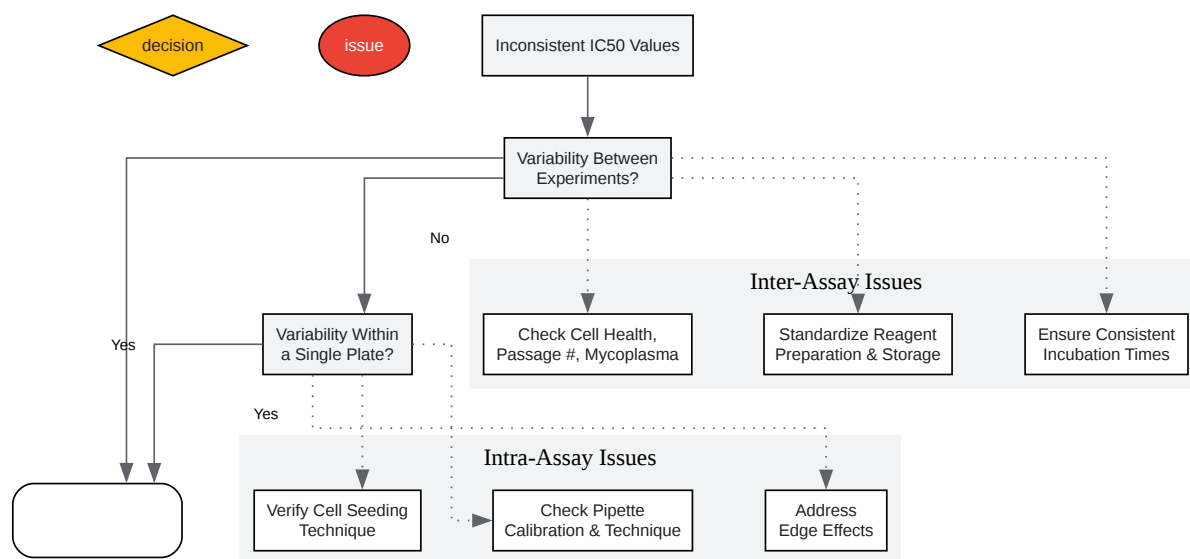 decision
issue
Inconsistent IC50 Values
Variability Between
Experiments?
No
Inter-Assay Issues
Variability Within
a Single Plate?
Check Cell Health,
Passage #, Mycoplasma
Standardize Reagent
Preparation & Storage
Ensure Consistent
Incubation Times
Yes
Yes
Intra-Assay Issues
Verify Cell Seeding
Technique
Check Pipette
Calibration & Technique
Address
Edge Effects